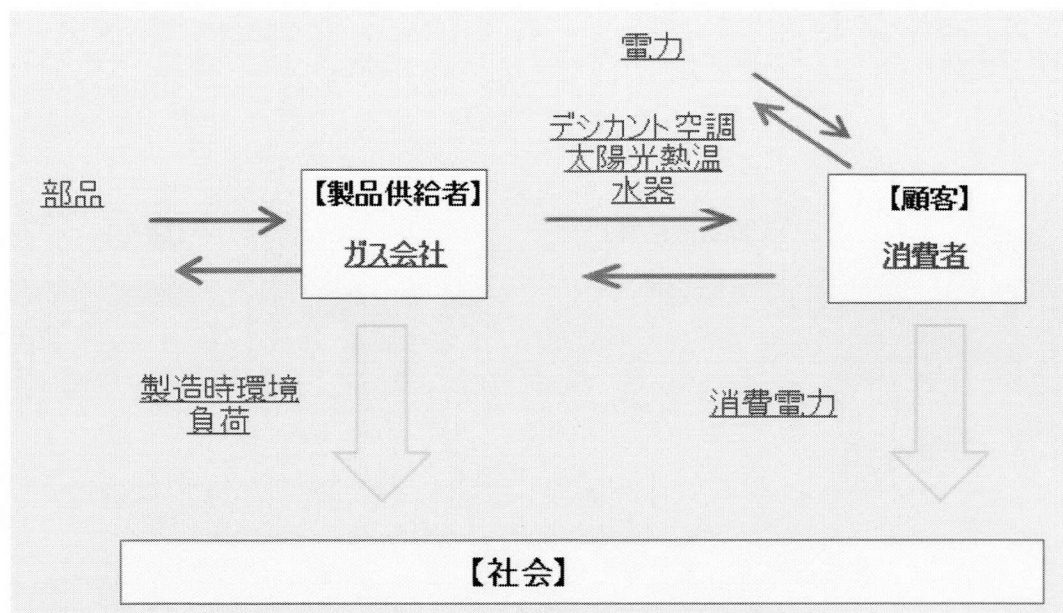 電力
デシカント空調
太陽光熱温
水器
部品
【製品供給者】
ガス会社
【顧客】
消費者
製造時環境
負荷
消費電力
【社会】